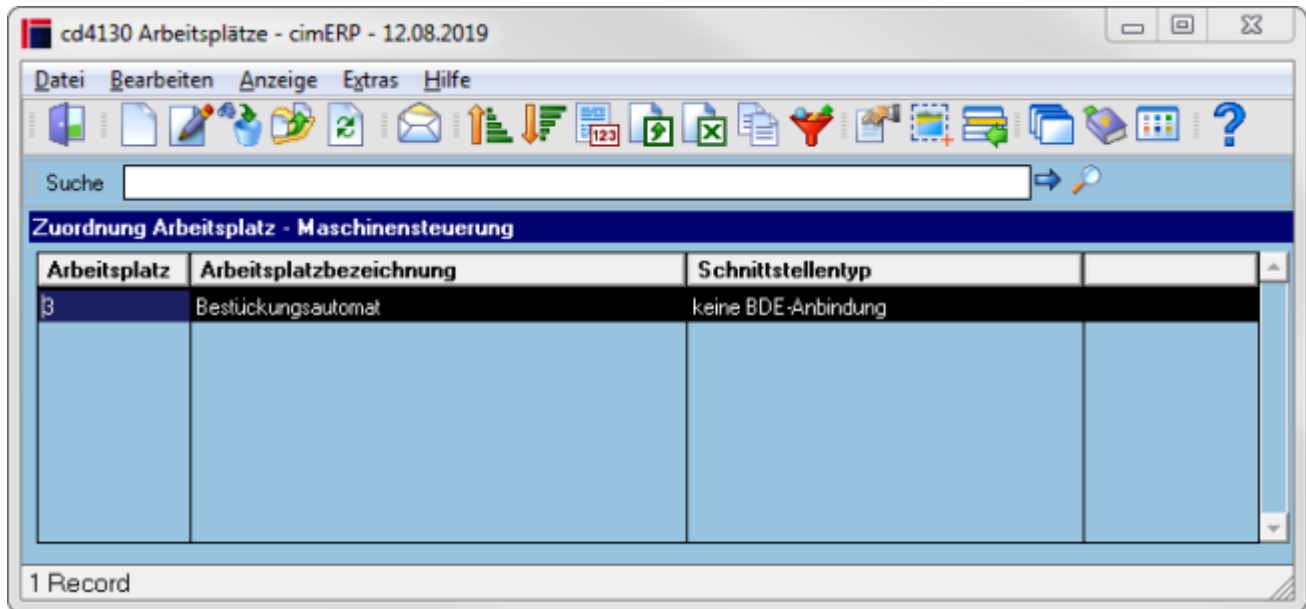 cd4130 Arbeitsplätze - cimERP - 12.08.2019
Datei Bearbeiten Anzeige Extras Hilfe
123
Suche
Zuordnung Arbeitsplatz - Maschinensteuerung
Arbeitsplatz Arbeitsplatzbezeichnung Schnittstellentyp
3 Bestückungsautomat keine BDE-Anbindung
1 Record